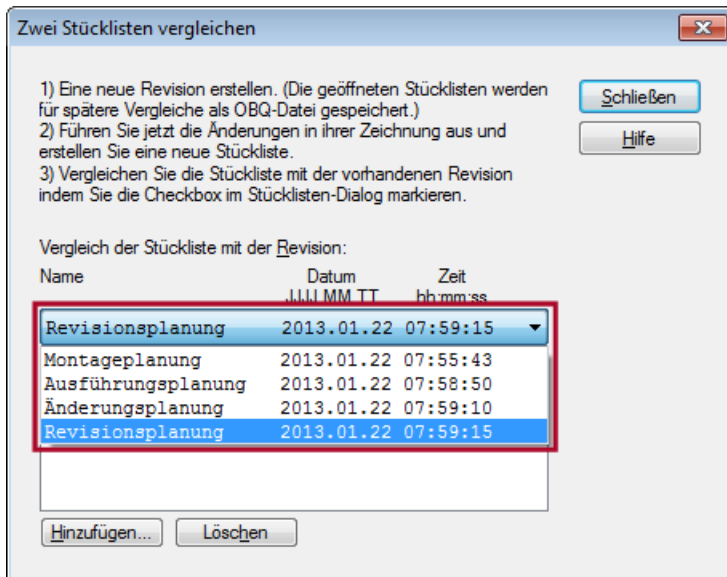 Zwei Stücklisten vergleichen
1) Eine neue Revision erstellen. (Die geöffneten Stücklisten werden
für spätere Vergleiche als OBQ-Datei gespeichert.)
2) Führen Sie jetzt die Änderungen in ihrer Zeichnung aus und
erstellen Sie eine neue Stückliste.
3) Vergleichen Sie die Stückliste mit der vorhandenen Revision
indem Sie die Checkbox im Stücklisten-Dialog markieren.
Schließen
Hilfe
Vergleich der Stückliste mit der Revision:
Name Datum Zeit
JJJJ.MM.TT hh:mm:ss
Revisionsplanung 2013.01.22 07:59:15
Montageplanung 2013.01.22 07:55:43
Ausführungsplanung 2013.01.22 07:58:50
Änderungsplanung 2013.01.22 07:59:10
Revisionsplanung 2013.01.22 07:59:15
Hinzufügen... Löschen